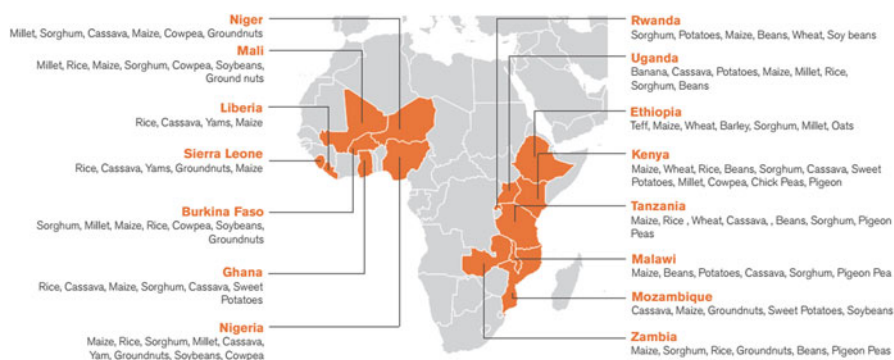 Niger
Millet, Sorghum, Cassava, Maize, Cowpea, Groundnuts
Mali
Millet, Rice, Maize, Sorghum, Cowpea, Soybeans,
Ground nuts
Liberia
Rice, Cassava, Yams, Maize
Sierra Leone
Rice, Cassava, Yams, Groundnuts, Maize
Burkina Faso
Sorghum, Millet, Maize, Rice, Cowpea, Soybeans,
Groundnuts
Ghana
Rice, Cassava, Maize, Sorghum, Cassava, Sweet
Potatoes
Nigeria
Maize, Rice, Sorghum, Millet, Cassava,
Yam, Groundnuts, Soybeans, Cowpea
Rwanda
Sorghum, Potatoes, Maize, Beans, Wheat, Soy beans
Uganda
Banana, Cassava, Potatoes, Maize, Millet, Rice,
Sorghum, Beans
Ethiopia
Teff, Maize, Wheat, Barley, Sorghum, Millet, Oats
Kenya
Maize, Wheat, Rice, Beans, Sorghum, Cassava, Sweet
Potatoes, Millet, Cowpea, Chick Peas, Pigeon
Tanzania
Maize, Rice , Wheat, Cassava, , Beans, Sorghum, Pigeon
Peas
Malawi
Maize, Beans, Potatoes, Cassava, Sorghum, Pigeon Pea
Mozambique
Cassava, Maize, Groundnuts, Sweet Potatoes, Soybeans
Zambia
Maize, Sorghum, Rice, Groundnuts, Beans, Pigeon Peas